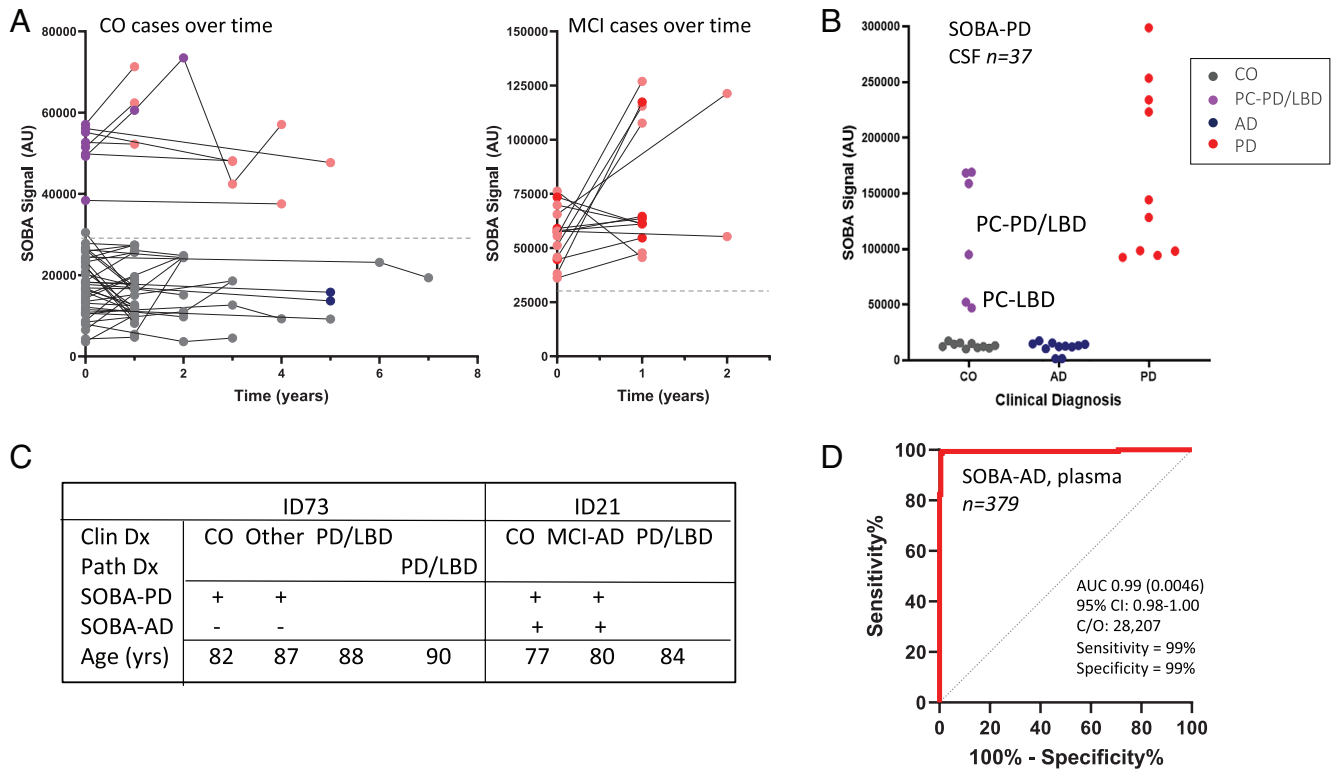 A
CO cases over time
80000
60000
40000
20000
0
SOBA Signal (AU)
0 2 4 6 8
Time (years)
MCI cases over time
150000
125000
100000
75000
50000
25000
0
SOBA Signal (AU)
0 1 2
Time (years)
B
SOBA-PD
CSF n=37
300000
250000
200000
150000
100000
50000
0
SOBA Signal (AU)
PC-PD/LBD
PC-LBD
CO AD PD
Clinical Diagnosis
CO
PC-PD/LBD
AD
PD
C
ID73 ID21
Clin Dx CO Other PD/LBD CO MCI-AD PD/LBD
Path Dx PD/LBD
SOBA-PD + + + +
SOBA-AD - - + +
Age (yrs) 82 87 88 90 77 80 84
D
SOBA-AD, plasma
n=379
100
80
60
40
20
0
Sensitivity%
AUC 0.99 (0.0046)
95% CI: 0.98-1.00
C/O: 28,207
Sensitivity = 99%
Specificity = 99%
0 20 40 60 80 100
100% - Specificity%